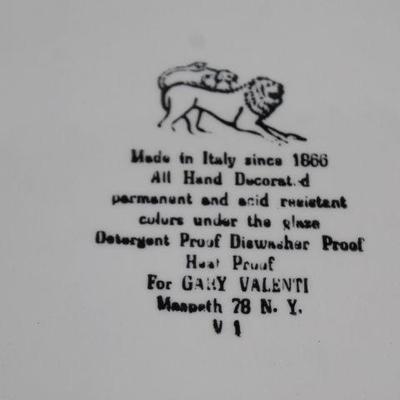 Made in Italy since 1866
All Hand Decorat.d
permanent and acid resistant
colurs under the glaze
Detergent Proof Diswasher Proof
Heat Proof
For GARY VALENTI
Maspeth 78 N. Y.
V 1